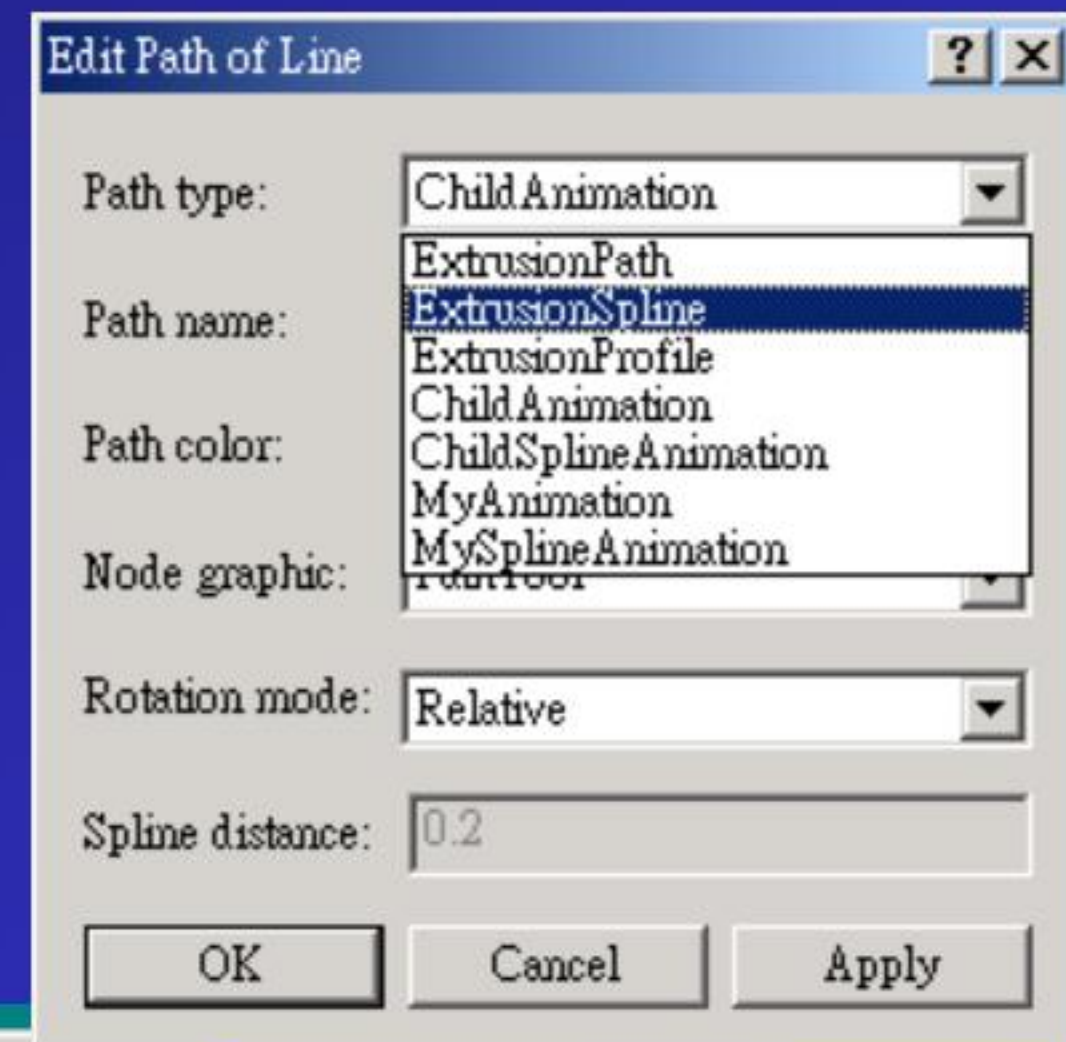 Edit Path of Line
Path type: ChildAnimation
ExtrusionPath
ExtrusionSpline
ExtrusionProfile
ChildAnimation
ChildSplineAnimation
MyAnimation
MySplineAnimation
Path name:
Path color:
Node graphic:
Rotation mode: Relative
Spline distance: 0.2
OK Cancel Apply